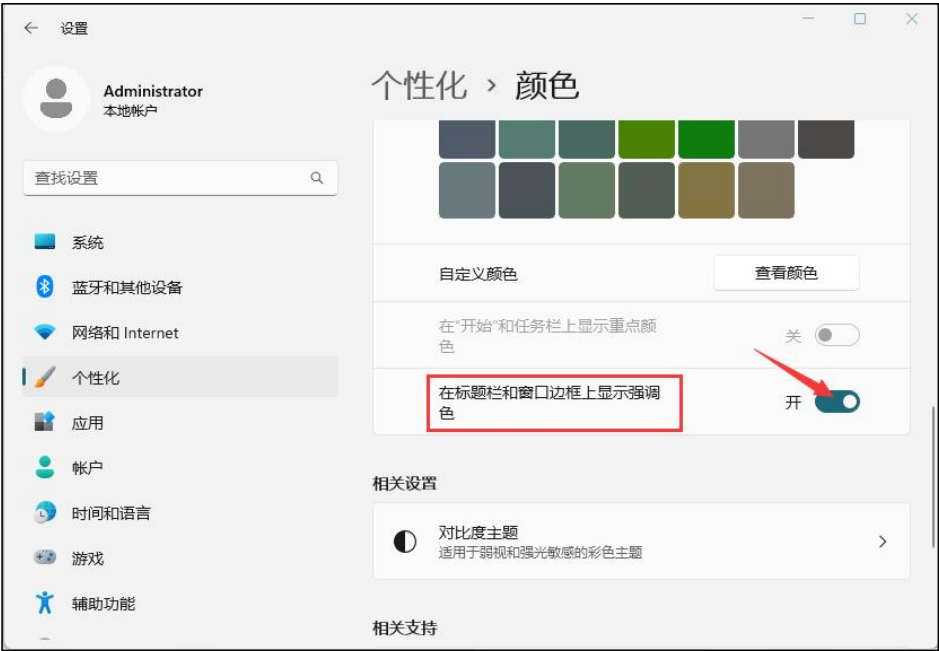 设置
Administrator
本地帐户
查找设置
系统
蓝牙和其他设备
网络和 Internet
个性化
应用
帐户
时间和语言
游戏
辅助功能
个性化 › 颜色
自定义颜色
查看颜色
在“开始”和任务栏上显示重点颜
色
关
在标题栏和窗口边框上显示强调
色
开
相关设置
对比度主题
适用于弱视和强光敏感的彩色主题
相关支持